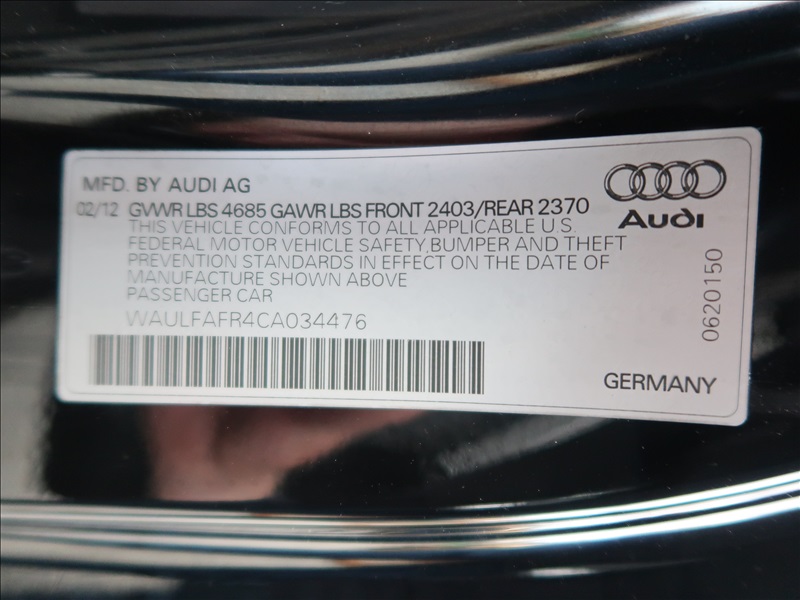 MFD. BY AUDI AG
02/12 GVWR LBS 4685 GAWR LBS FRONT 2403/REAR 2370
THIS VEHICLE CONFORMS TO ALL APPLICABLE U.S.
FEDERAL MOTOR VEHICLE SAFETY, BUMPER AND THEFT
PREVENTION STANDARDS IN EFFECT ON THE DATE OF
MANUFACTURE SHOWN ABOVE
PASSENGER CAR
WAULFAFR4CA034476
Audi
0620150
GERMANY